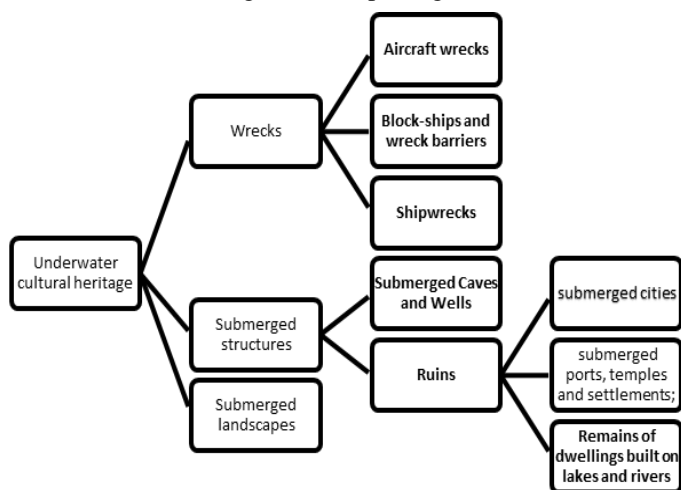 Aircraft wrecks
Wrecks
Block-ships and
wreck barriers
Shipwrecks
Underwater
cultural heritage
Submerged
structures
Submerged Caves
and Wells
Ruins
submerged cities
submerged
ports, temples
and settlements;
Remains of
dwellings built on
lakes and rivers
Submerged
landscapes